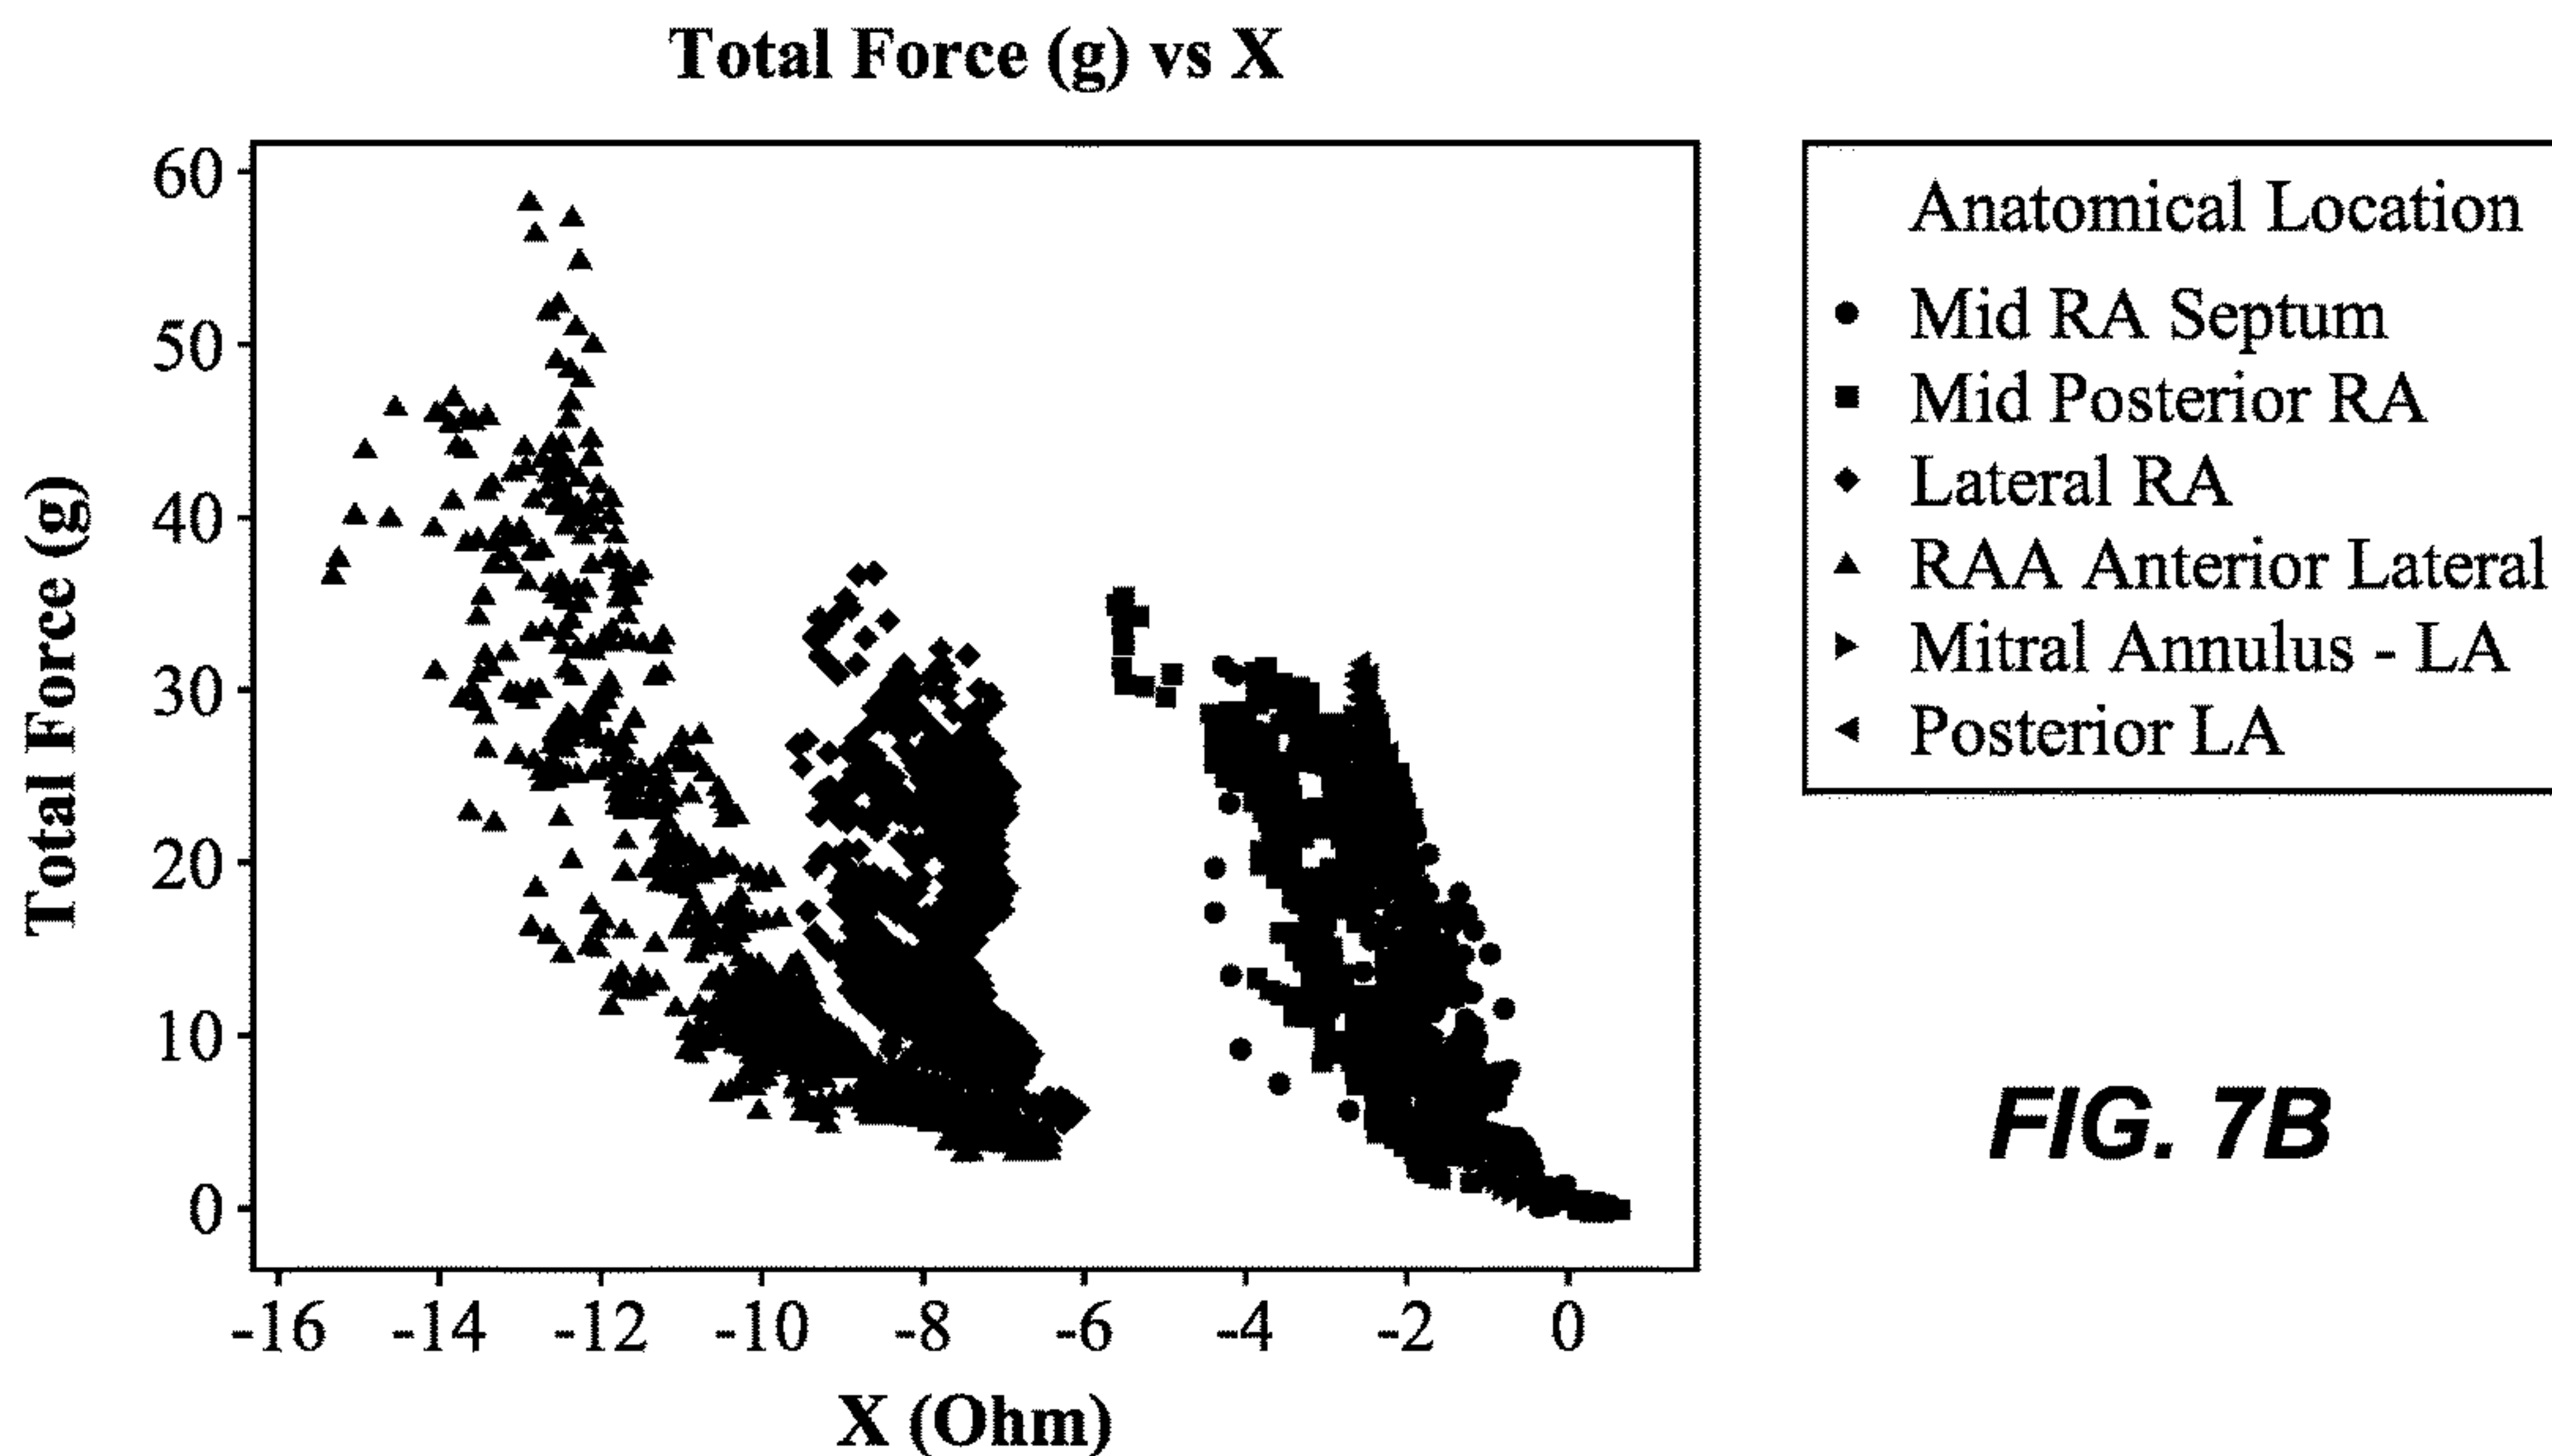 Total Force (g) vs X
60
50
40
30
20
10
0
Total Force (g)
-16 -14 -12 -10 -8 -6 -4 -2 0
X (Ohm)
Anatomical Location
Mid RA Septum
Mid Posterior RA
Lateral RA
RAA Anterior Lateral
Mitral Annulus - LA
Posterior LA
FIG. 7B